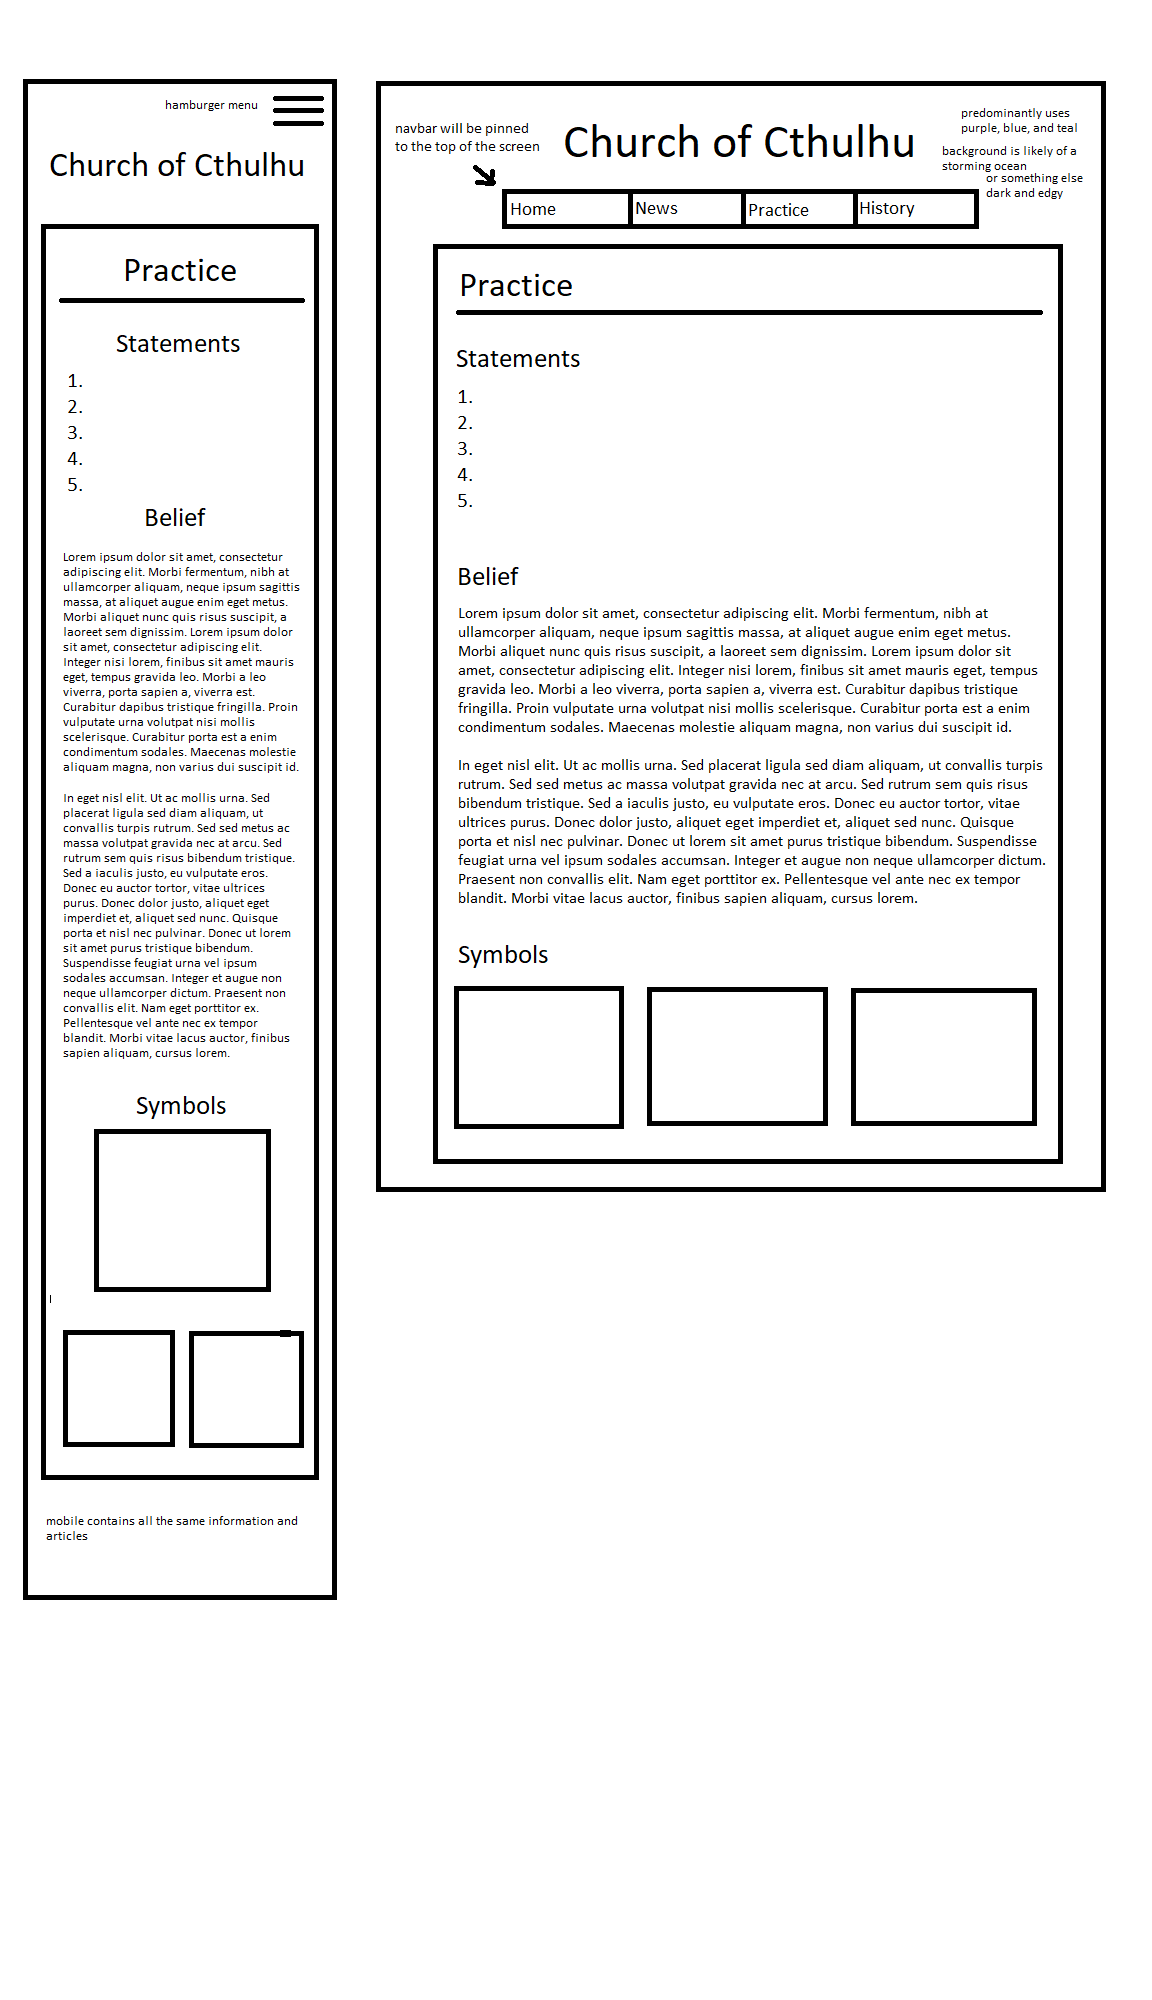 hamburger menu
Church of Cthulhu
Practice
Statements
1.
2.
3.
4.
5.
Belief
Lorem ipsum dolor sit amet, consectetur
adipiscing elit. Morbi fermentum, nibh at
ullamcorper aliquam, neque ipsum sagittis
massa, at aliquet augue enim eget metus.
Morbi aliquet nunc quis risus suscipit, a
laoreet sem dignissim. Lorem ipsum dolor
sit amet, consectetur adipiscing elit.
Integer nisi lorem, finibus sit amet mauris
eget, tempus gravida leo. Morbi a leo
viverra, porta sapien a, viverra est.
Curabitur dapibus tristique fringilla. Proin
vulputate urna volutpat nisi mollis
scelerisque. Curabitur porta est a enim
condimentum sodales. Maecenas molestie
aliquam magna, non varius dui suscipit id.
In eget nisl elit. Ut ac mollis urna. Sed
placerat ligula sed diam aliquam, ut
convallis turpis rutrum. Sed sed metus ac
massa volutpat gravida nec at arcu. Sed
rutrum sem quis risus bibendum tristique.
Sed a iaculis justo, eu vulputate eros.
Donec eu auctor tortor, vitae ultrices
purus. Donec dolor justo, aliquet eget
imperdiet et, aliquet sed nunc. Quisque
porta et nisl nec pulvinar. Donec ut lorem
sit amet purus tristique bibendum.
Suspendisse feugiat urna vel ipsum
sodales accumsan. Integer et augue non
neque ullamcorper dictum. Praesent non
convallis elit. Nam eget porttitor ex.
Pellentesque vel ante nec ex tempor
blandit. Morbi vitae lacus auctor, finibus
sapien aliquam, cursus lorem.
Symbols
mobile contains all the same information and
articles
navbar will be pinned
to the top of the screen
Church of Cthulhu
predominantly uses
purple, blue, and teal
background is likely of a
storming ocean
or something else
dark and edgy
Home
News
Practice
History
Practice
Statements
1.
2.
3.
4.
5.
Belief
Lorem ipsum dolor sit amet, consectetur adipiscing elit. Morbi fermentum, nibh at
ullamcorper aliquam, neque ipsum sagittis massa, at aliquet augue enim eget metus.
Morbi aliquet nunc quis risus suscipit, a laoreet sem dignissim. Lorem ipsum dolor sit
amet, consectetur adipiscing elit. Integer nisi lorem, finibus sit amet mauris eget, tempus
gravida leo. Morbi a leo viverra, porta sapien a, viverra est. Curabitur dapibus tristique
fringilla. Proin vulputate urna volutpat nisi mollis scelerisque. Curabitur porta est a enim
condimentum sodales. Maecenas molestie aliquam magna, non varius dui suscipit id.
In eget nisl elit. Ut ac mollis urna. Sed placerat ligula sed diam aliquam, ut convallis turpis
rutrum. Sed sed metus ac massa volutpat gravida nec at arcu. Sed rutrum sem quis risus
bibendum tristique. Sed a iaculis justo, eu vulputate eros. Donec eu auctor tortor, vitae
ultrices purus. Donec dolor justo, aliquet eget imperdiet et, aliquet sed nunc. Quisque
porta et nisl nec pulvinar. Donec ut lorem sit amet purus tristique bibendum. Suspendisse
feugiat urna vel ipsum sodales accumsan. Integer et augue non neque ullamcorper dictum.
Praesent non convallis elit. Nam eget porttitor ex. Pellentesque vel ante nec ex tempor
blandit. Morbi vitae lacus auctor, finibus sapien aliquam, cursus lorem.
Symbols